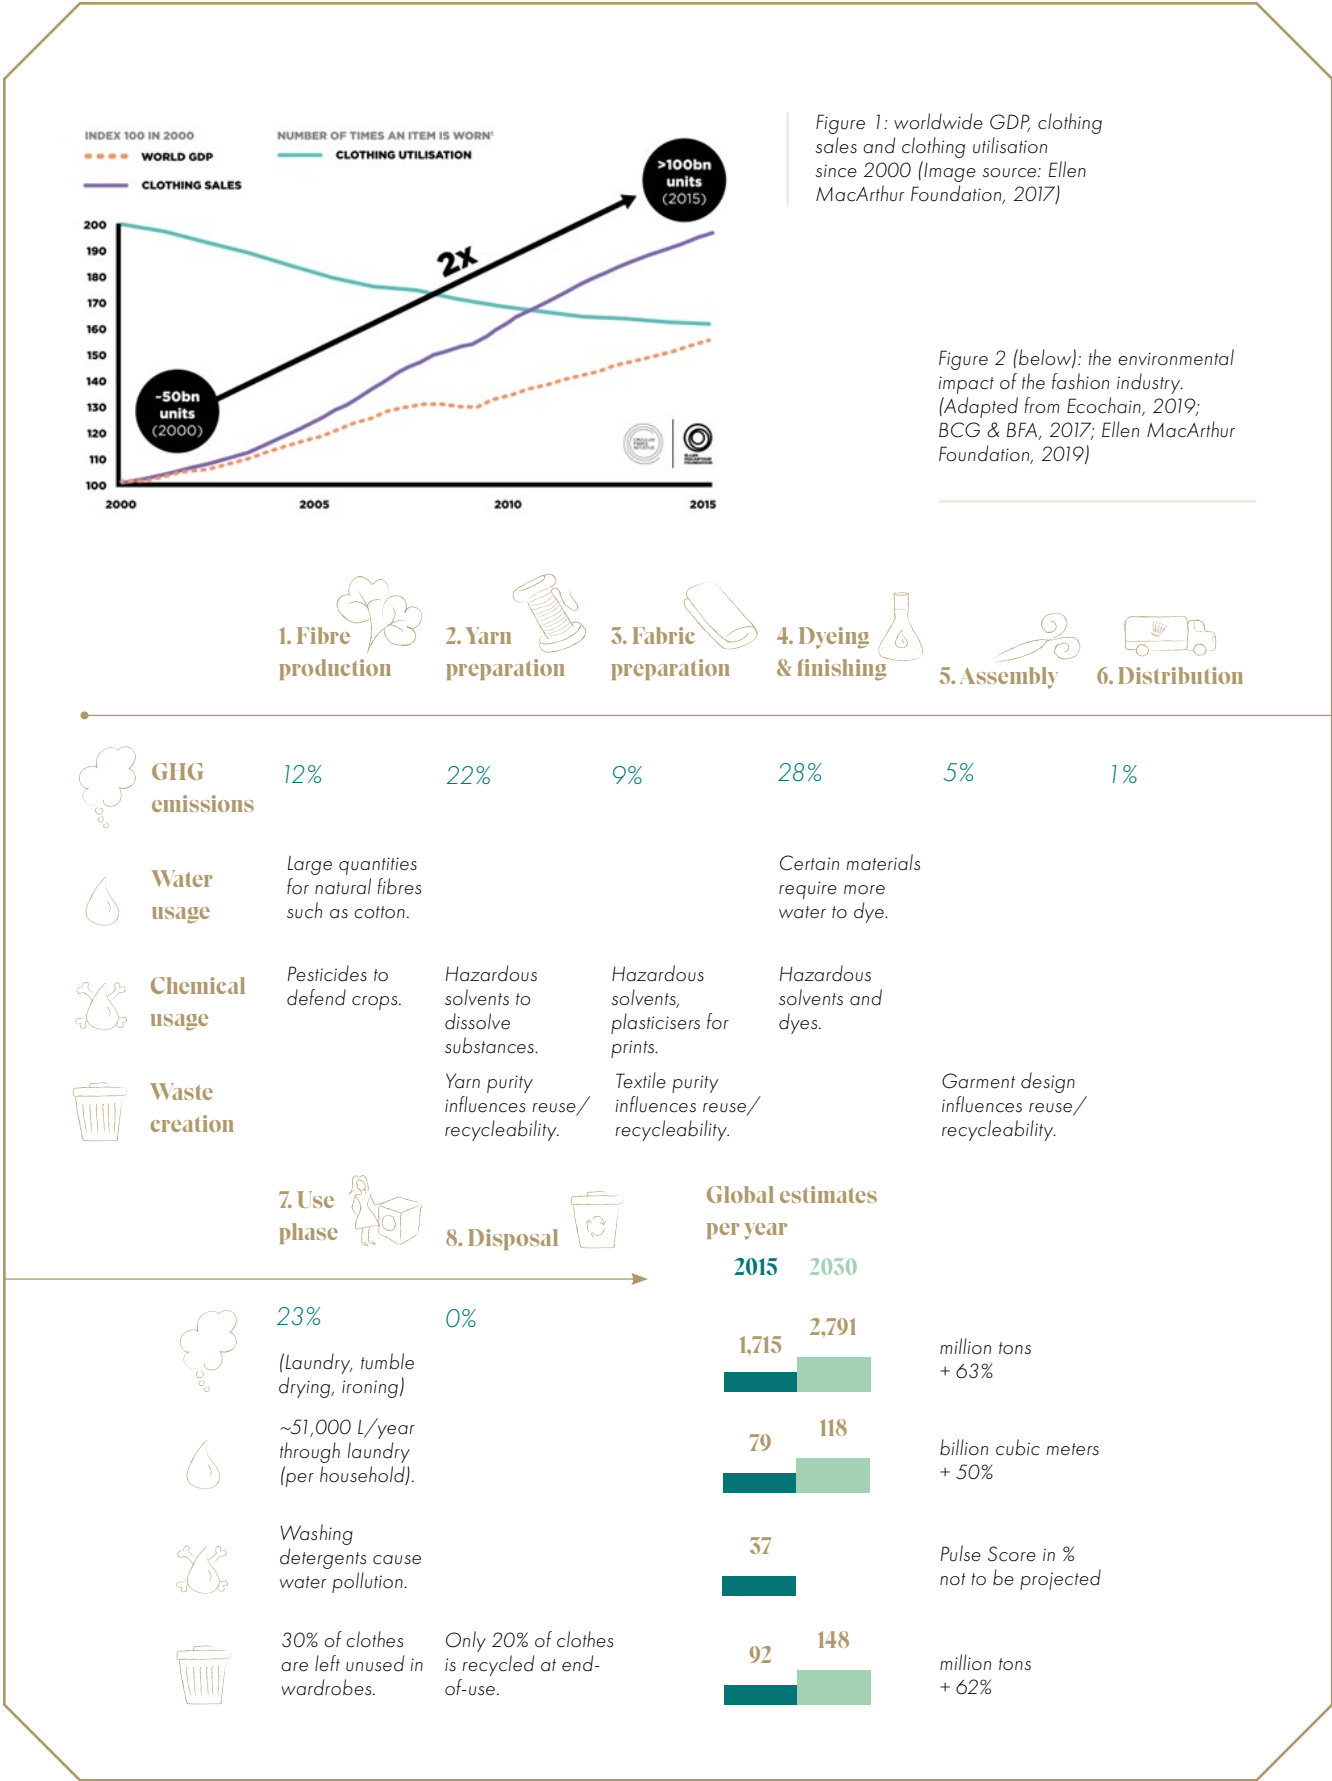 INDEX 100 IN 2000
NUMBER OF TIMES AN ITEM IS WORN¹
WORLD GDP
CLOTHING UTILISATION
CLOTHING SALES
>100bn
units
(2015)
2x
-50bn
units
(2000)
200
190
180
170
160
150
140
130
120
110
100
2000
2005
2010
2015
Figure 1: worldwide GDP, clothing
sales and clothing utilisation
since 2000 (Image source: Ellen
MacArthur Foundation, 2017)
Figure 2 (below): the environmental
impact of the fashion industry.
(Adapted from Ecochain, 2019;
BCG & BFA, 2017; Ellen MacArthur
Foundation, 2019)
1. Fibre
production
2. Yarn
preparation
3. Fabric
preparation
4. Dyeing
& finishing
5. Assembly
6. Distribution
GHG
emissions
12%
22%
9%
28%
5%
1%
Water
usage
Large quantities
for natural fibres
such as cotton.
Certain materials
require more
water to dye.
Chemical
usage
Pesticides to
defend crops.
Hazardous
solvents to
dissolve
substances.
Hazardous
solvents,
plasticisers for
prints.
Hazardous
solvents and
dyes.
Waste
creation
Yarn purity
influences reuse/
recycleability.
Textile purity
influences reuse/
recycleability.
Garment design
influences reuse/
recycleability.
7. Use
phase
8. Disposal
Global estimates
per year
2015
2030
23%
(Laundry, tumble
drying, ironing)
0%
1,715
2,791
million tons
+ 63%
~51,000 L/year
through laundry
(per household).
79
118
billion cubic meters
+ 50%
Washing
detergents cause
water pollution.
37
Pulse Score in %
not to be projected
30% of clothes
are left unused in
wardrobes.
Only 20% of clothes
is recycled at end-
of-use.
92
148
million tons
+ 62%